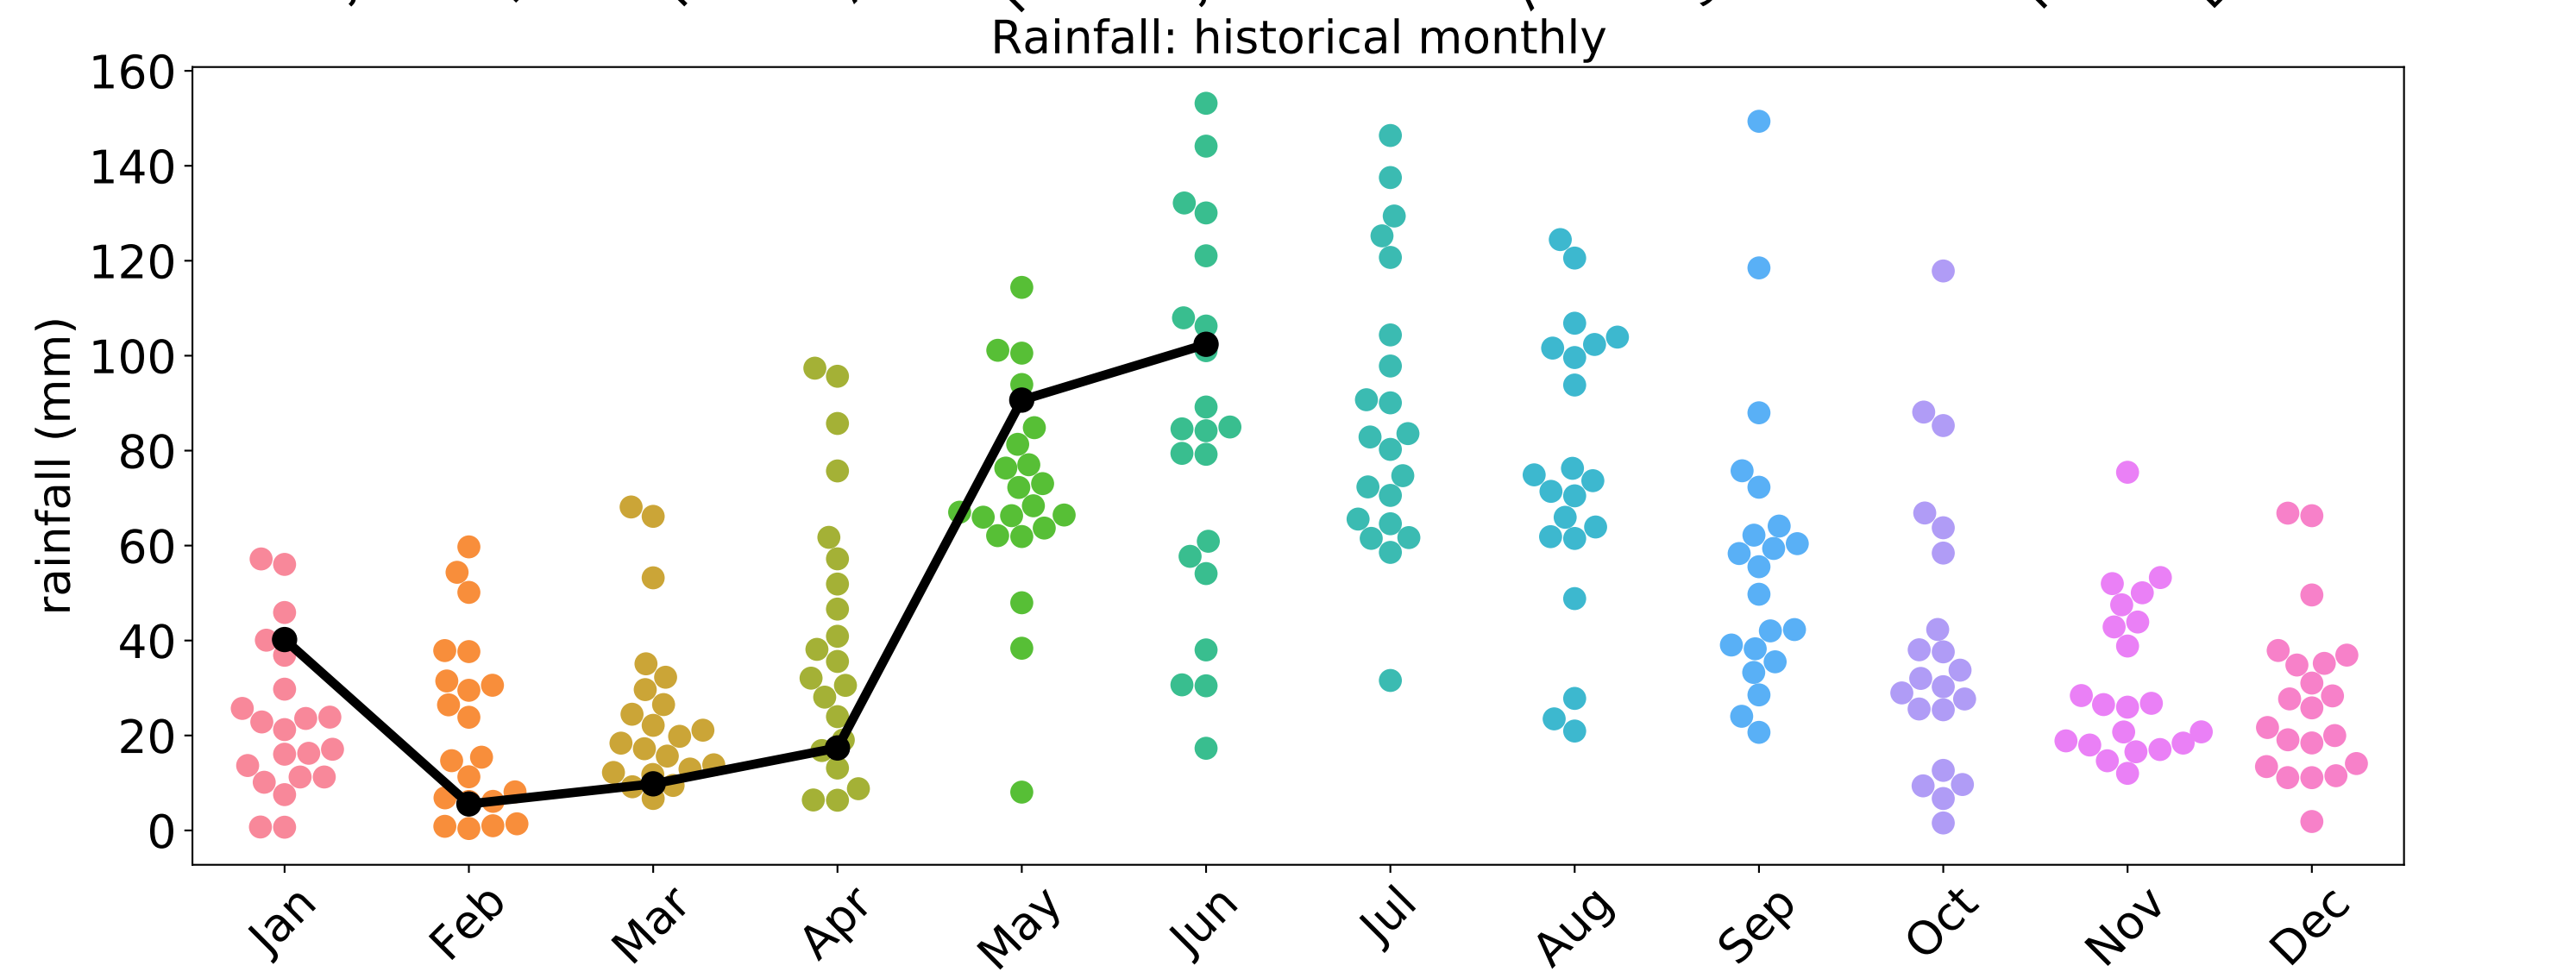 Rainfall: historical monthly
160
140
120
100
80
60
40
20
0
rainfall (mm)
Jan
Feb
Mar
Apr
May
Jun
Jul
Aug
Sep
Oct
Nov
Dec